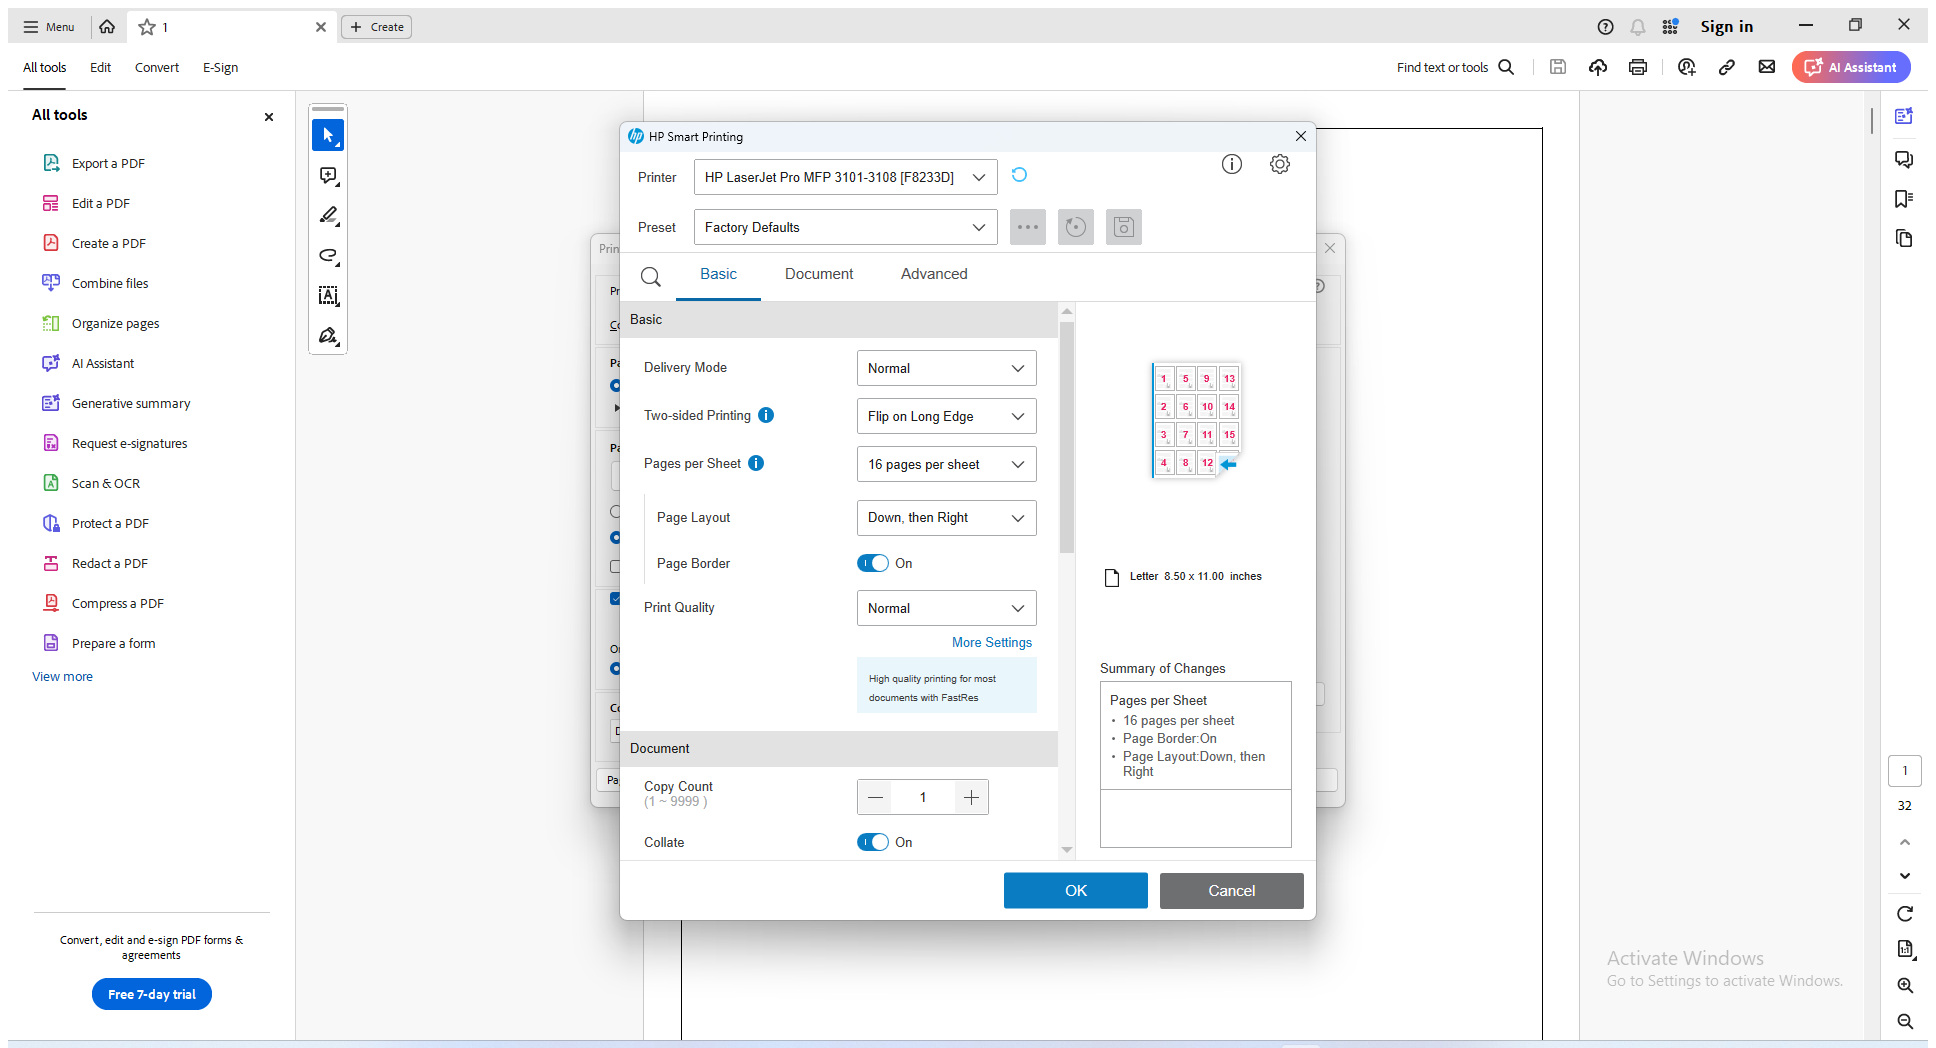 Menu
1
Create
Sign in
All tools
Edit
Convert
E-Sign
Find text or tools
AI Assistant
All tools
Export a PDF
Edit a PDF
Create a PDF
Combine files
Organize pages
AI Assistant
Generative summary
Request e-signatures
Scan & OCR
Protect a PDF
Redact a PDF
Compress a PDF
Prepare a form
View more
Convert, edit and e-sign PDF forms &
agreements
Free 7-day trial
HP Smart Printing
Printer
HP LaserJet Pro MFP 3101-3108 [F8233D]
Preset
Factory Defaults
Basic
Document
Advanced
Basic
Delivery Mode
Normal
Two-sided Printing
Flip on Long Edge
Pages per Sheet
16 pages per sheet
Page Layout
Down, then Right
Page Border
On
Print Quality
Normal
More Settings
High quality printing for most
documents with FastRes
Document
Copy Count
(1 ~ 9999 )
1
Collate
On
1 5 9 13
2 6 10 14
3 7 11 15
4 8 12
Letter 8.50 x 11.00 inches
Summary of Changes
Pages per Sheet
• 16 pages per sheet
• Page Border:On
• Page Layout:Down, then
Right
OK
Cancel
1
32
1:1
Activate Windows
Go to Settings to activate Windows.